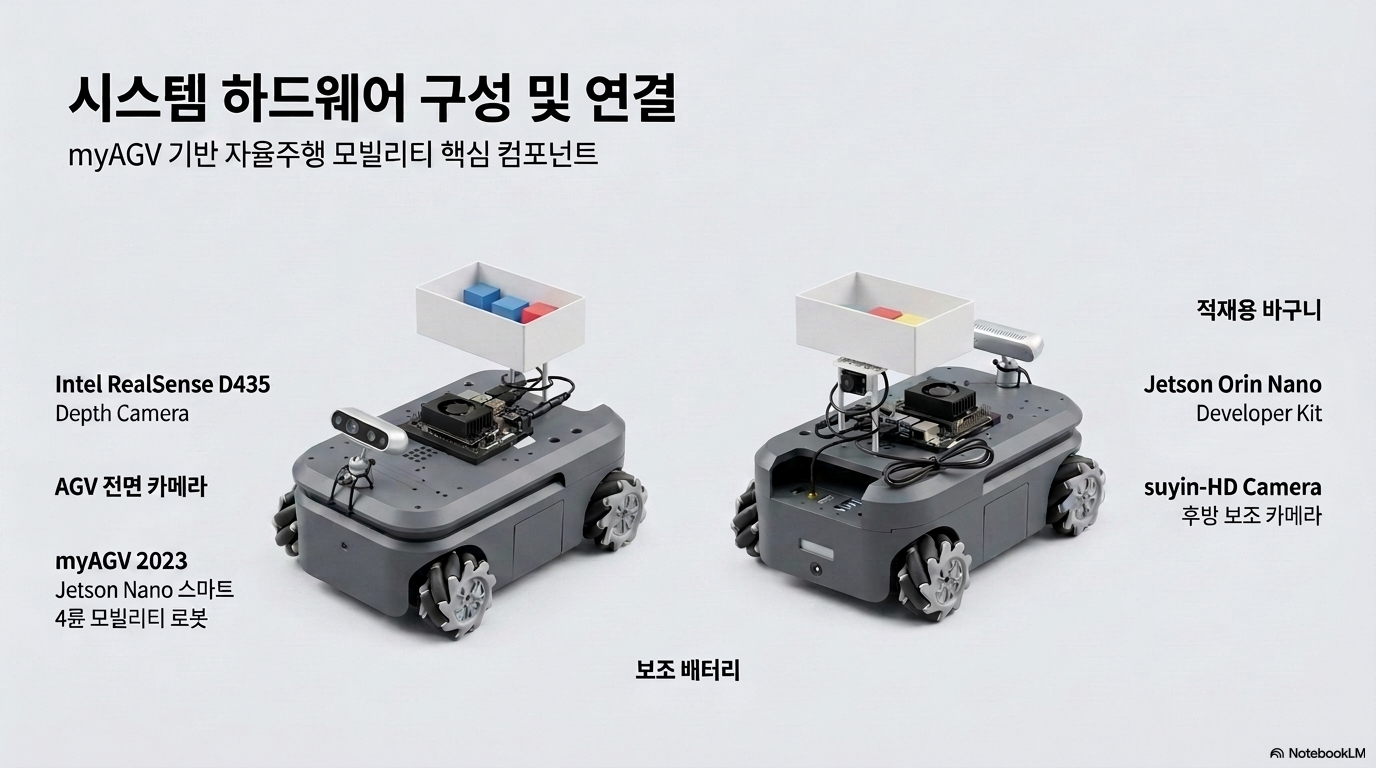 시스템 하드웨어 구성 및 연결
myAGV 기반 자율주행 모빌리티 핵심 컴포넌트
Intel RealSense D435
Depth Camera
AGV 전면 카메라
myAGV 2023
Jetson Nano 스마트
4륜 모빌리티 로봇
보조 배터리
적재용 바구니
Jetson Orin Nano
Developer Kit
suyin-HD Camera
후방 보조 카메라
NotebookLM